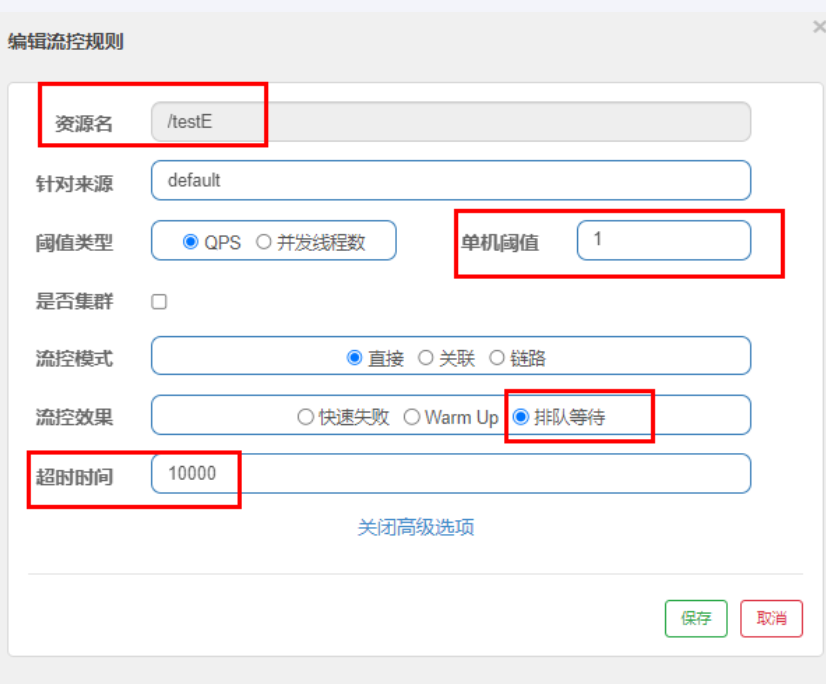 编辑流控规则
×
资源名 /testE
针对来源 default
阈值类型 QPS 并发线程数 单机阈值 1
是否集群
流控模式 直接 关联 链路
流控效果 快速失败 Warm Up 排队等待
超时时间 10000
关闭高级选项
保存 取消